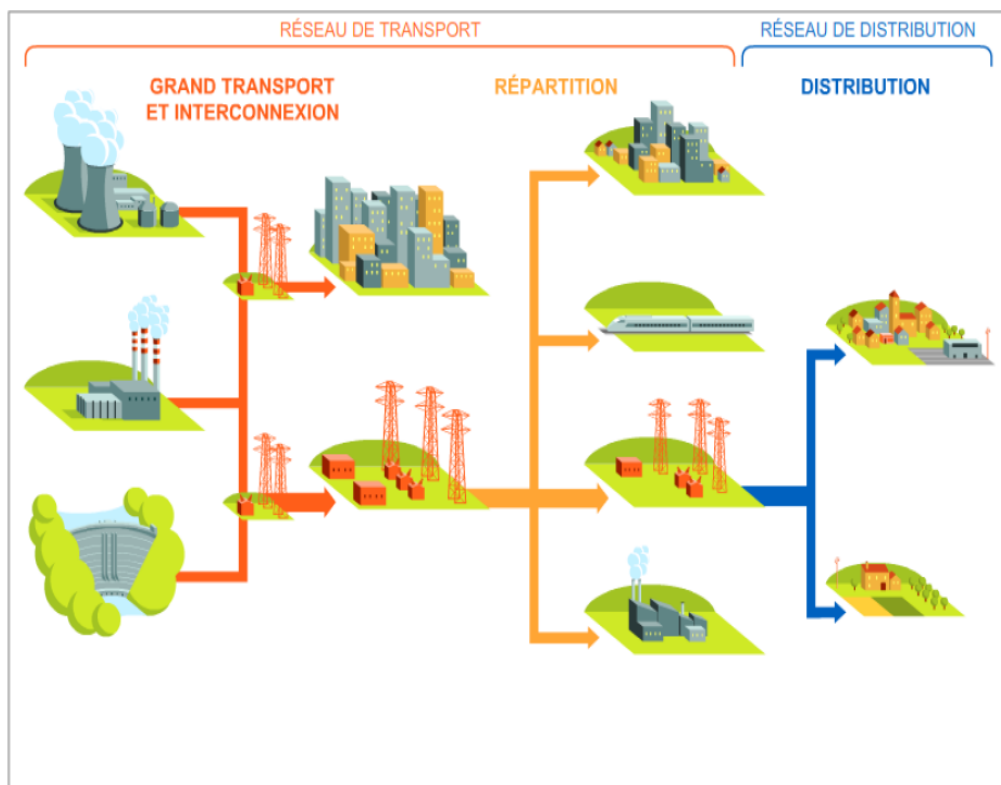 RÉSEAU DE TRANSPORT
RÉSEAU DE DISTRIBUTION
GRAND TRANSPORT
ET INTERCONNEXION
RÉPARTITION
DISTRIBUTION